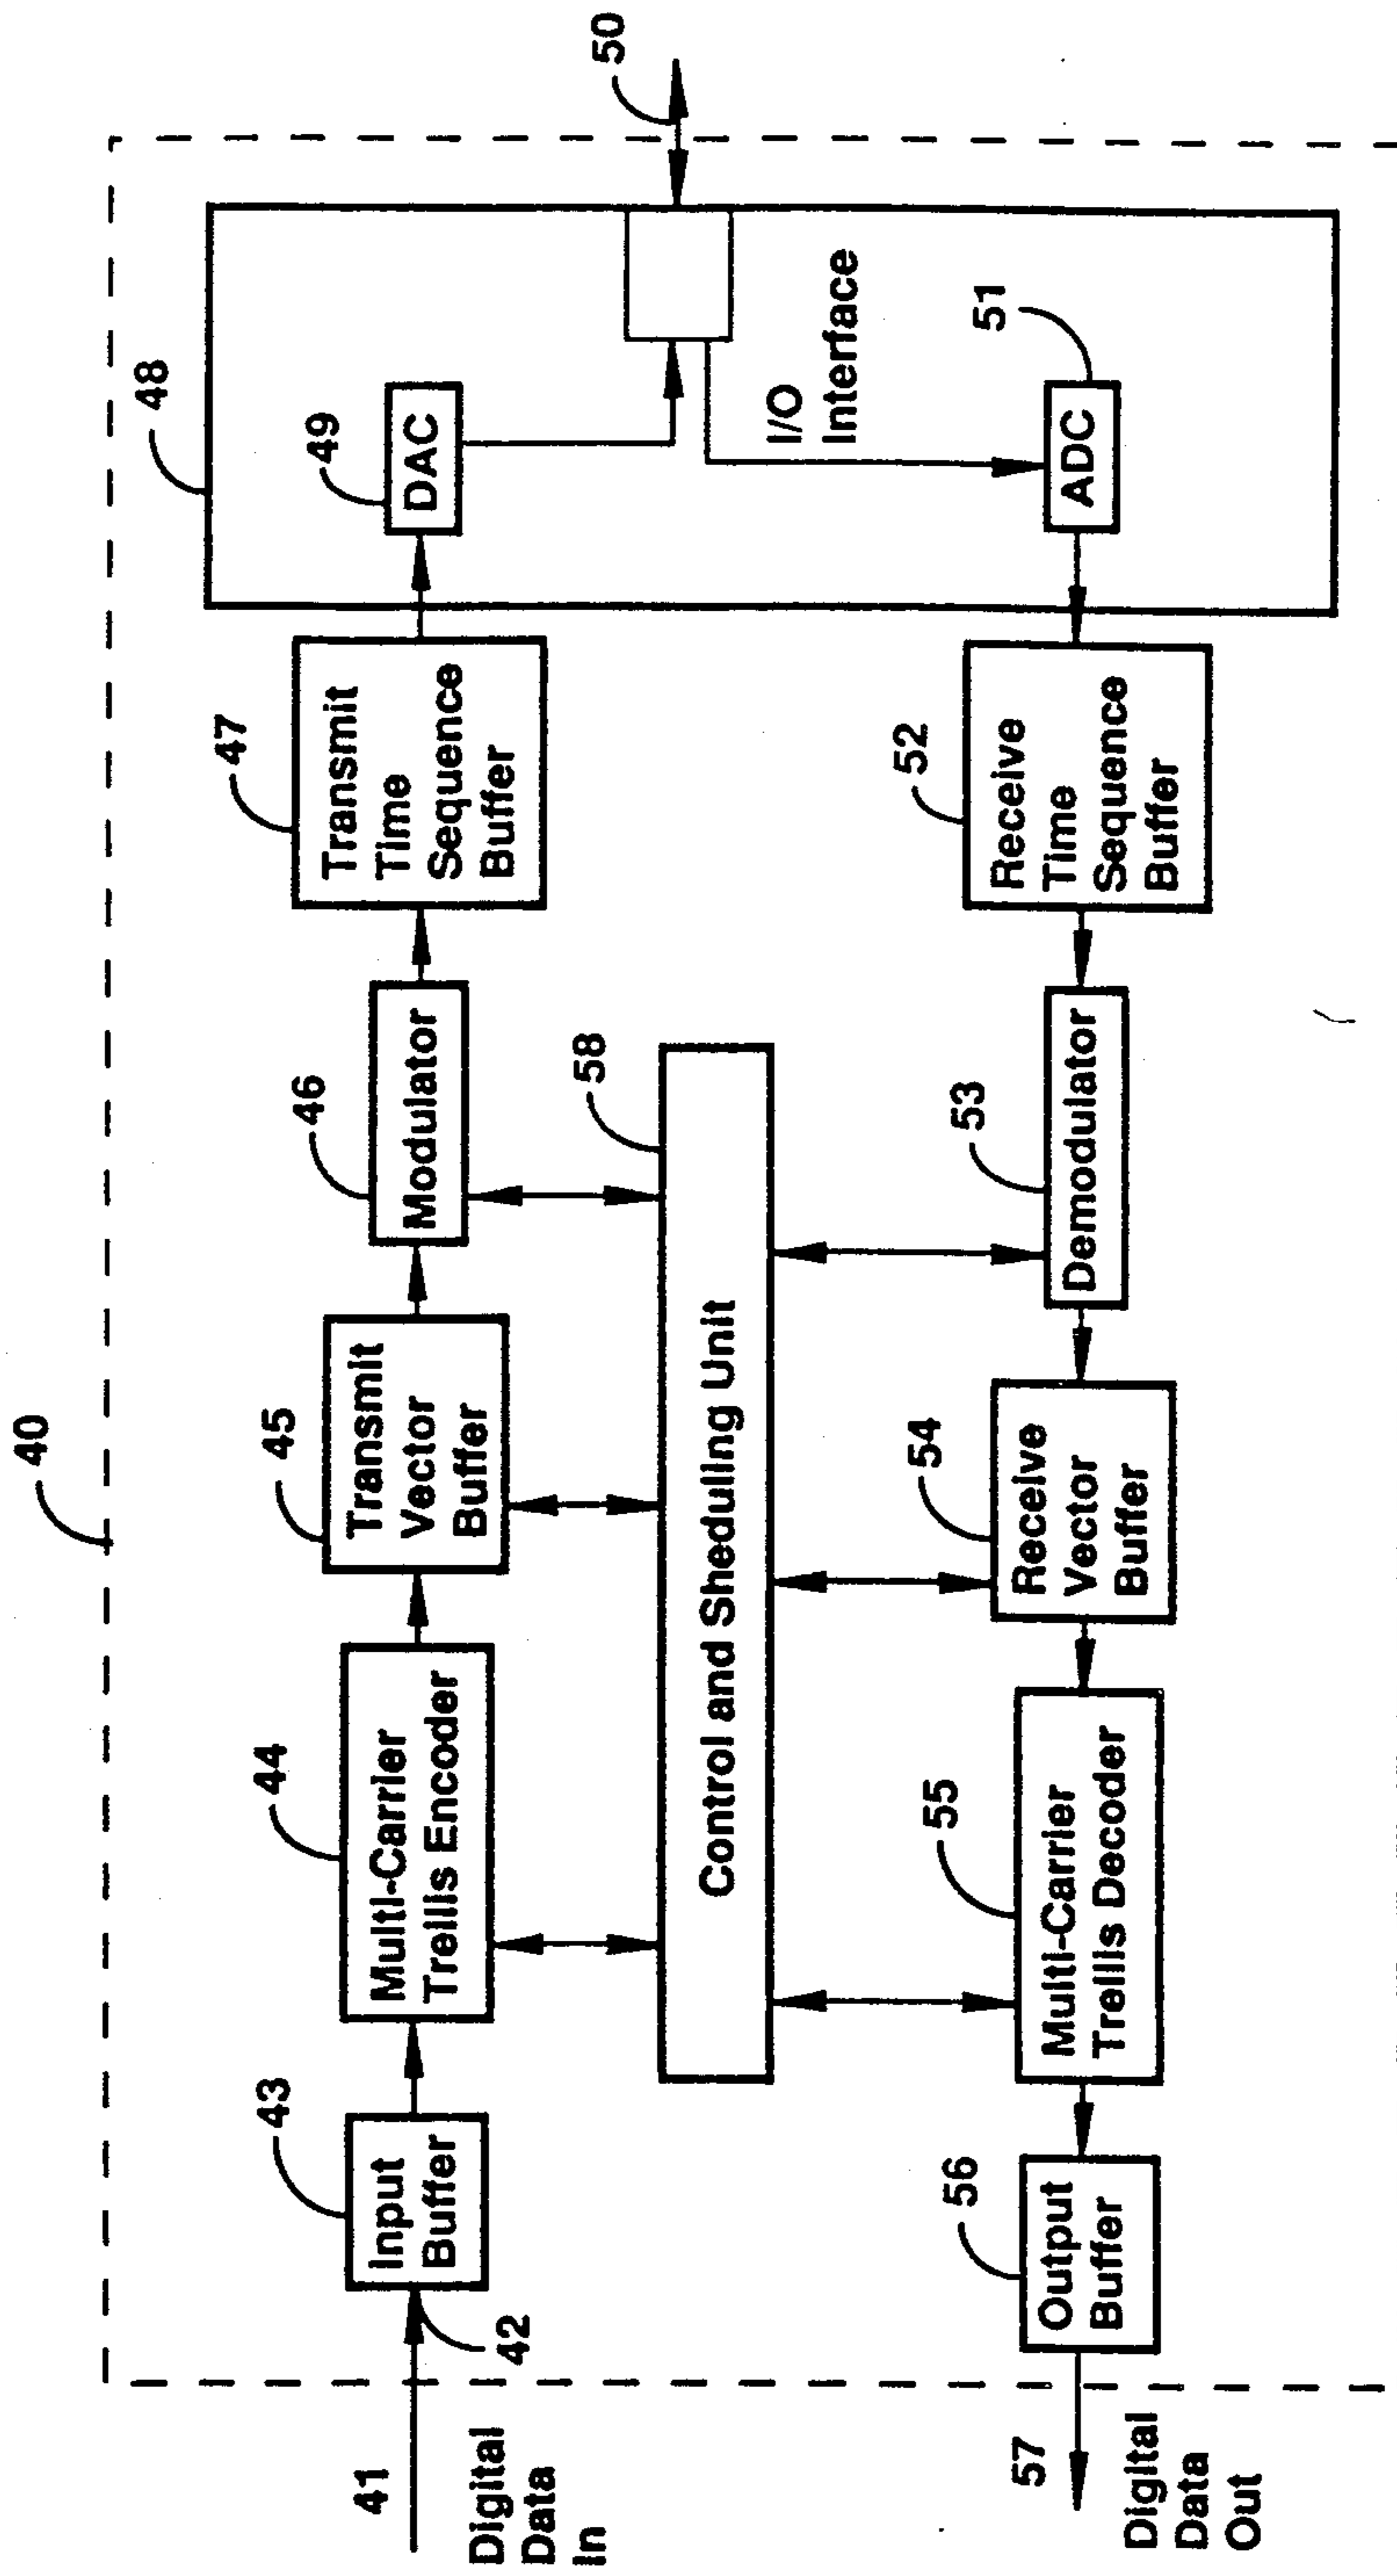 40
48
41
Digital
Data
In
42
43
Input
Buffer
44
Multi-Carrier
Trellis Encoder
45
Transmit
Vector
Buffer
46
Modulator
47
Transmit
Time
Sequence
Buffer
49
DAC
50
I/O
Interface
58
Control and Sheduling Unit
57
Digital
Data
Out
56
Output
Buffer
55
Multi-Carrier
Trellis Decoder
54
Receive
Vector
Buffer
53
Demodulator
52
Receive
Time
Sequence
Buffer
51
ADC